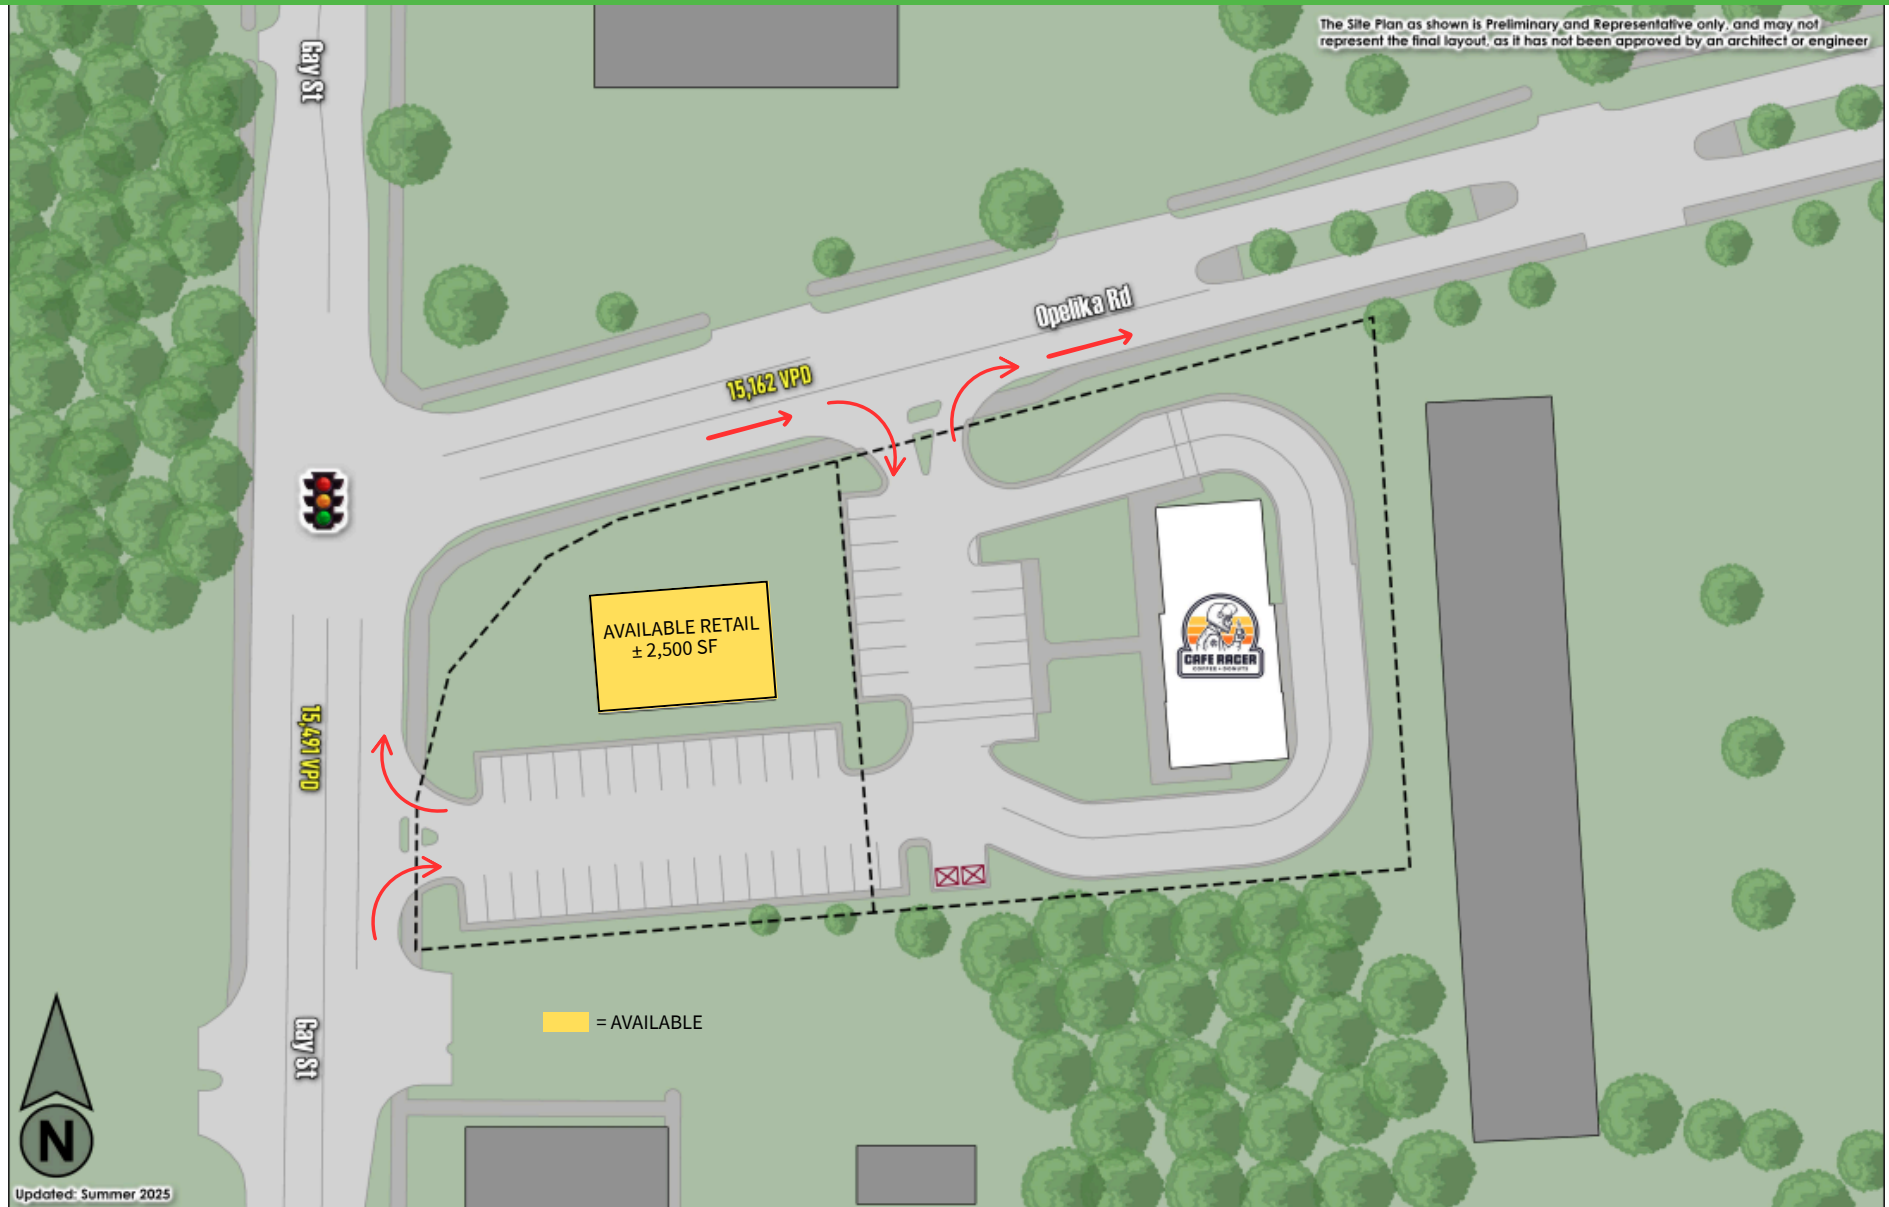 The Site Plan as shown is Preliminary and Representative only, and may not
represent the final layout, as it has not been approved by an architect or engineer
Gay St
Opelika Rd
15,162 VPD
AVAILABLE RETAIL
± 2,500 SF
CAFE RACER
COFFEE + DONUTS
15,491 VPD
= AVAILABLE
Gay St
N
Updated: Summer 2025